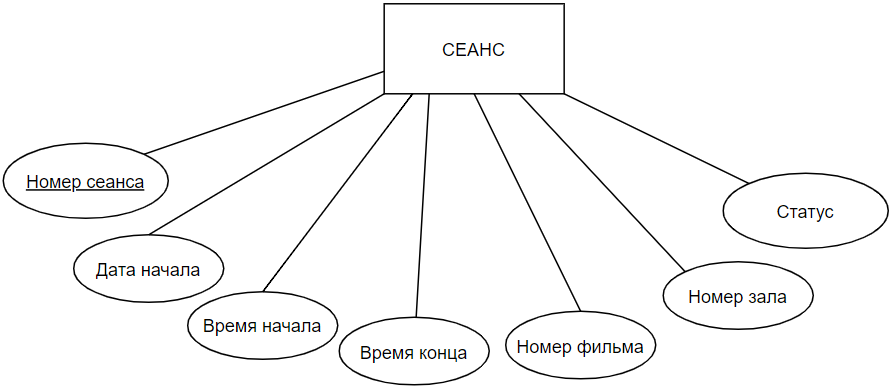 СЕАНС
Номер сеанса
Дата начала
Время начала
Время конца
Номер фильма
Номер зала
Статус